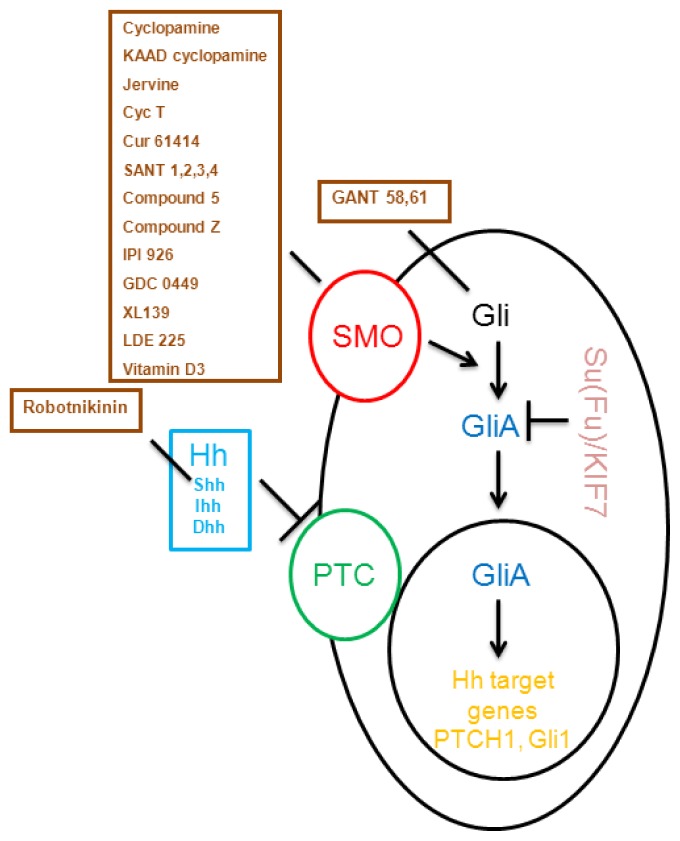 Cyclopamine
KAAD cyclopamine
Jervine
Cyc T
Cur 61414
SANT 1,2,3,4
Compound 5
Compound Z
IPI 926
GDC 0449
XL139
LDE 225
Vitamin D3
GANT 58,61
SMO
Gli
Su(Fu)/KIF7
GliA
Robotnikinin
Hh
Shh
Ihh
Dhh
PTC
GliA
Hh target
genes
PTCH1, Gli1